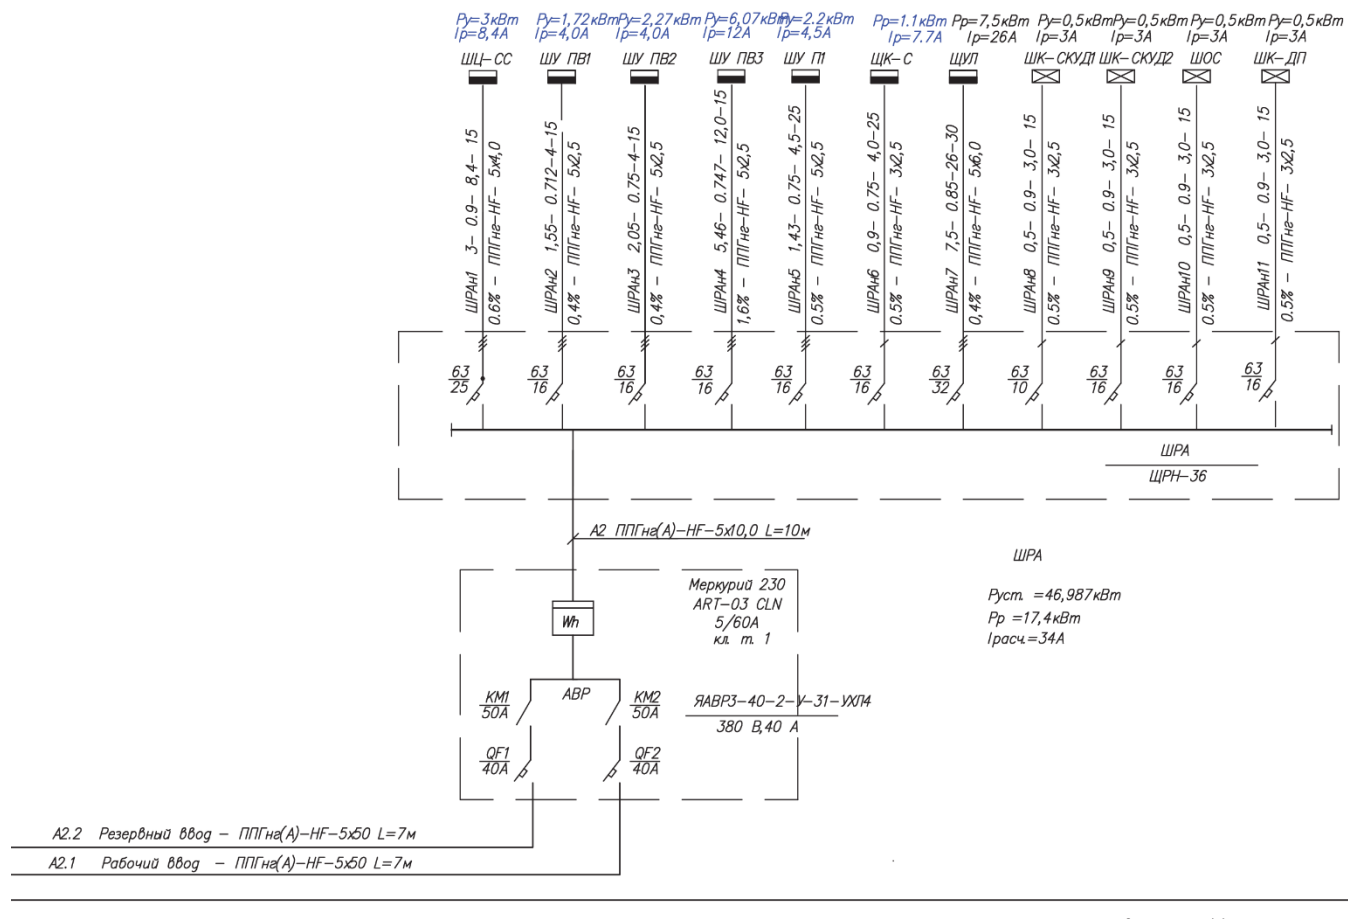 Ру=3кВт
Iр=8,4А
ШЦ-СС
Ру=1,72кВт
Iр=4,0А
ШУ ПВ1
Ру=2,27кВт
Iр=4,0А
ШУ ПВ2
Ру=6,07кВт
Iр=12А
ШУ ПВ3
Ру=2.2кВт
Iр=4,5А
ШУ П1
Рр=1.1кВт
Iр=7.7А
ЩК-С
Рр=7,5кВт
Iр=26А
ЩУЛ
Ру=0,5кВт
Iр=3А
ШК-СКУД1
Ру=0,5кВт
Iр=3А
ШК-СКУД2
Ру=0,5кВт
Iр=3А
ШОС
Ру=0,5кВт
Iр=3А
ШК-ДП
ШРАн1 3- 0.9- 8,4- 15
0.6% - ППГнг-HF- 5х4,0
ШРАн2 1,55- 0.712-4-15
0,4% - ППГнг-HF- 5х2,5
ШРАн3 2,05- 0.75-4-15
0,4% - ППГнг-HF- 5х2,5
ШРАн4 5,46- 0.747- 12,0-15
1,6% - ППГнг-HF- 5х2,5
ШРАн5 1,43- 0.75- 4,5-25
0.5% - ППГнг-HF- 5х2,5
ШРАн6 0,9- 0.75- 4,0-25
0.5% - ППГнг-HF- 3х2,5
ШРАн7 7,5- 0.85-26-30
0,4% - ППГнг-HF- 5х6,0
ШРАн8 0,5- 0.9- 3,0- 15
0.5% - ППГнг-HF- 3х2,5
ШРАн9 0,5- 0.9- 3,0- 15
0.5% - ППГнг-HF- 3х2,5
ШРАн10 0,5- 0.9- 3,0- 15
0.5% - ППГнг-HF- 3х2,5
ШРАн11 0,5- 0.9- 3,0- 15
0.5% - ППГнг-HF- 3х2,5
63
25
63
16
63
16
63
16
63
16
63
16
63
32
63
10
63
16
63
16
63
16
ШРА
ЩРН-36
А2 ППГнг(А)-HF-5х10,0 L=10м
ШРА
Руст. =46,987кВт
Рр =17,4кВт
Iрасч.=34А
Меркурий 230
ART-03 CLN
5/60А
кл. т. 1
Wh
АВР
КМ1
50А
КМ2
50А
ЯАВР3-40-2-У-31-УХЛ4
380 В,40 А
QF1
40А
QF2
40А
А2.2 Резервный ввод - ППГнг(А)-HF-5х50 L=7м
А2.1 Рабочий ввод - ППГнг(А)-HF-5х50 L=7м